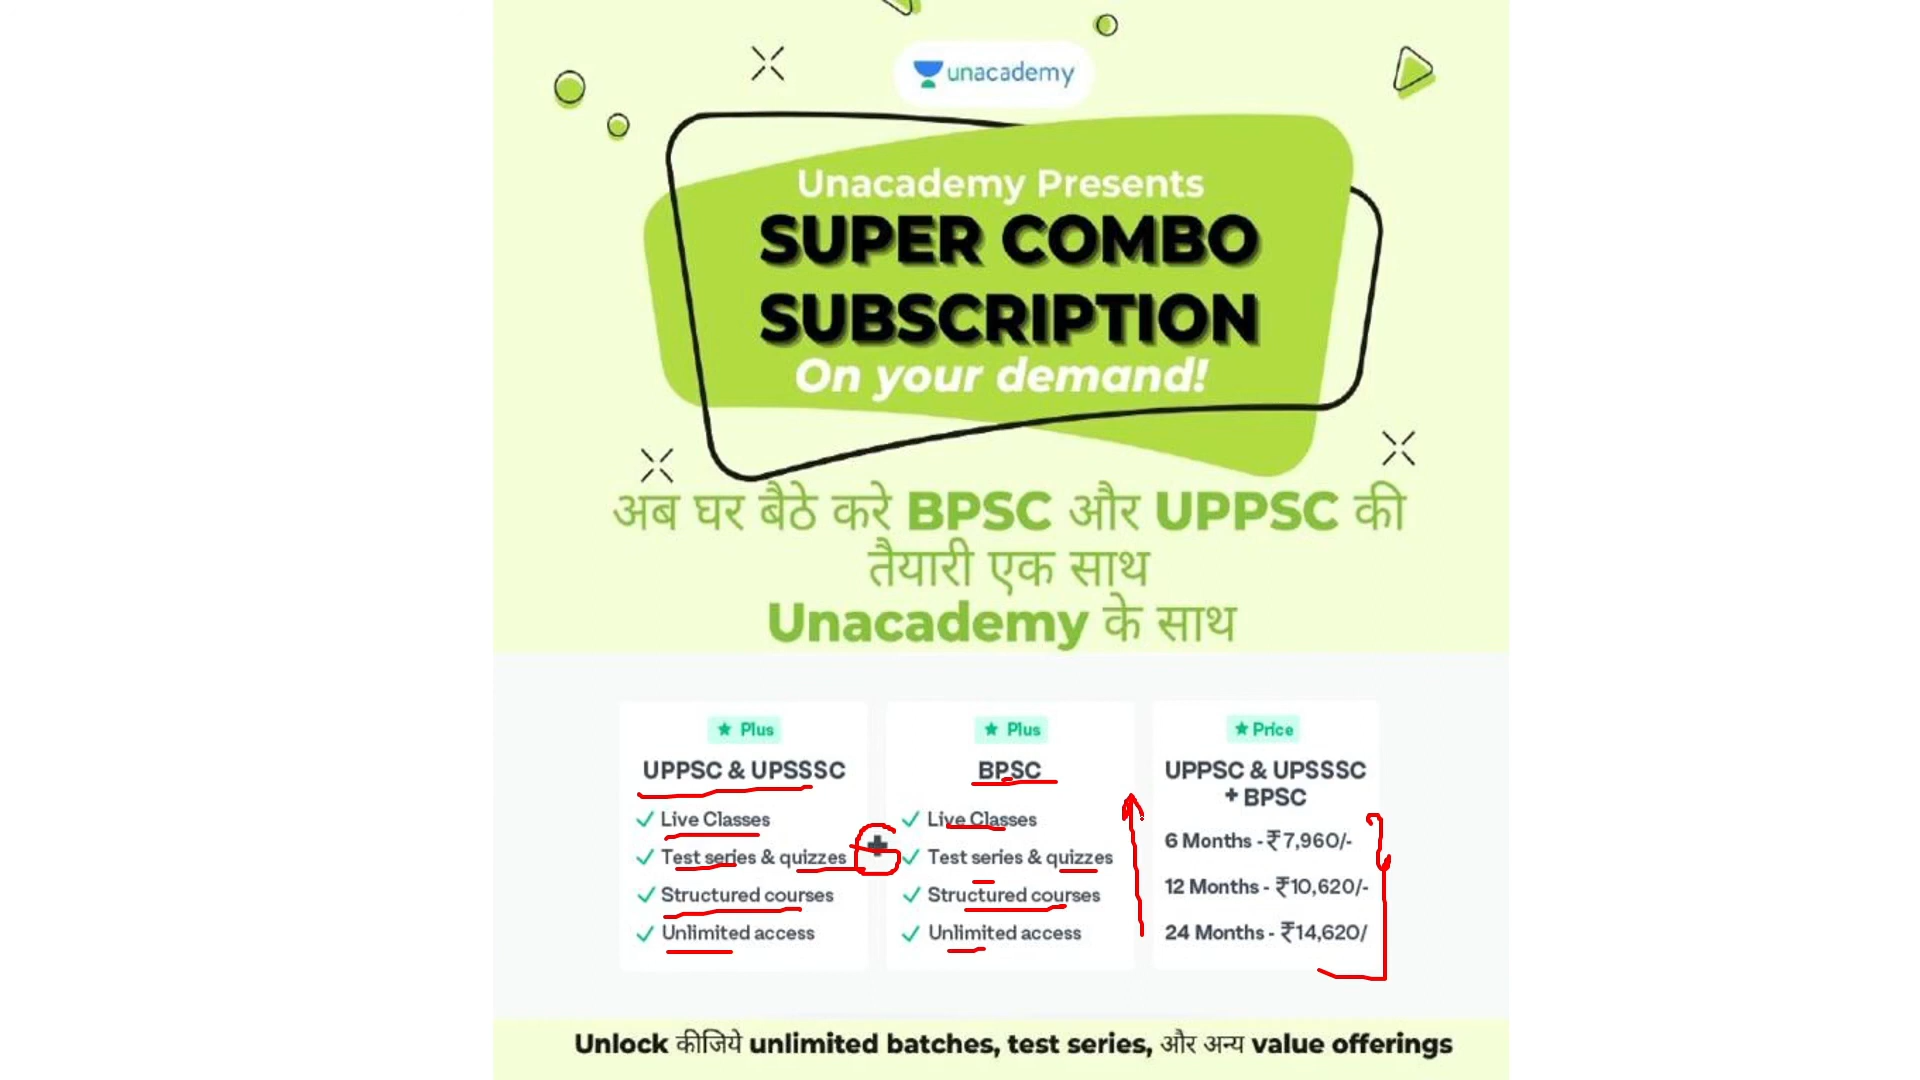 unacademy
Unacademy Presents
SUPER COMBO
SUBSCRIPTION
On your demand!
अब घर बैठे करे BPSC और UPPSC की
तैयारी एक साथ
Unacademy के साथ
Plus
UPPSC & UPSSSC
Live Classes
Test series & quizzes
Structured courses
Unlimited access
+
Plus
BPSC
Live Classes
Test series & quizzes
Structured courses
Unlimited access
Price
UPPSC & UPSSSC
+ BPSC
6 Months - ₹7,960/-
12 Months - ₹10,620/-
24 Months - ₹14,620/
Unlock कीजिये unlimited batches, test series, और अन्य value offerings